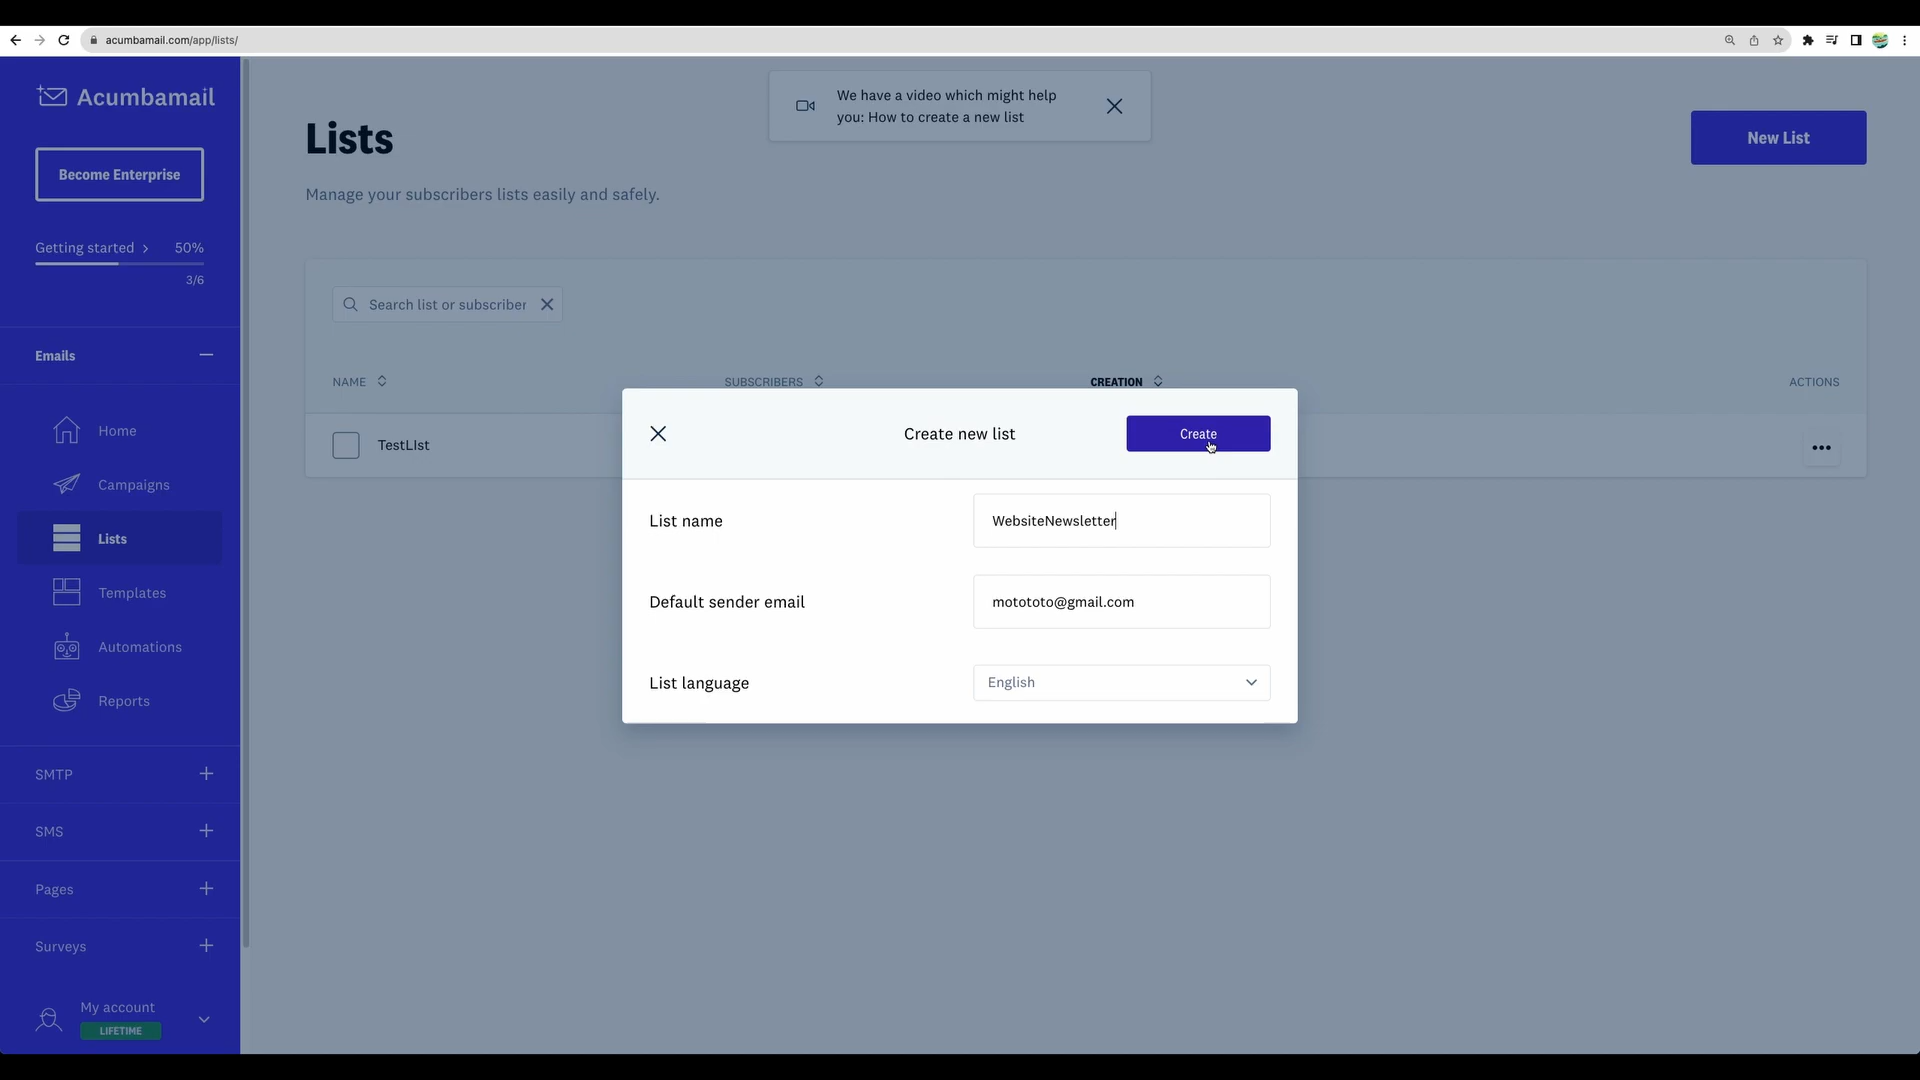 acumbamail.com/app/lists/
Acumbamail
Become Enterprise
Getting started
50%
3/6
Emails
Home
Campaigns
Lists
Templates
Automations
Reports
SMTP
SMS
Pages
Surveys
My account
LIFETIME
We have a video which might help
you: How to create a new list
Lists
New List
Manage your subscribers lists easily and safely.
Search list or subscriber
NAME
SUBSCRIBERS
CREATION
ACTIONS
TestLIst
Create new list
Create
List name
WebsiteNewsletter
Default sender email
motototo@gmail.com
List language
English